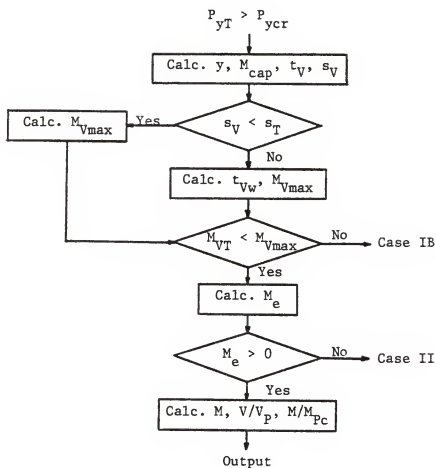 P_yT > P_ycr
Calc. y, M_cap, t_V, s_V
s_V < s_T
Yes
Calc. M_Vmax
No
Calc. t_Vw, M_Vmax
M_VT < M_Vmax
No
Case IB
Yes
Calc. M_e
M_e > 0
No
Case II
Yes
Calc. M, V/V_P, M/M_Pc
Output